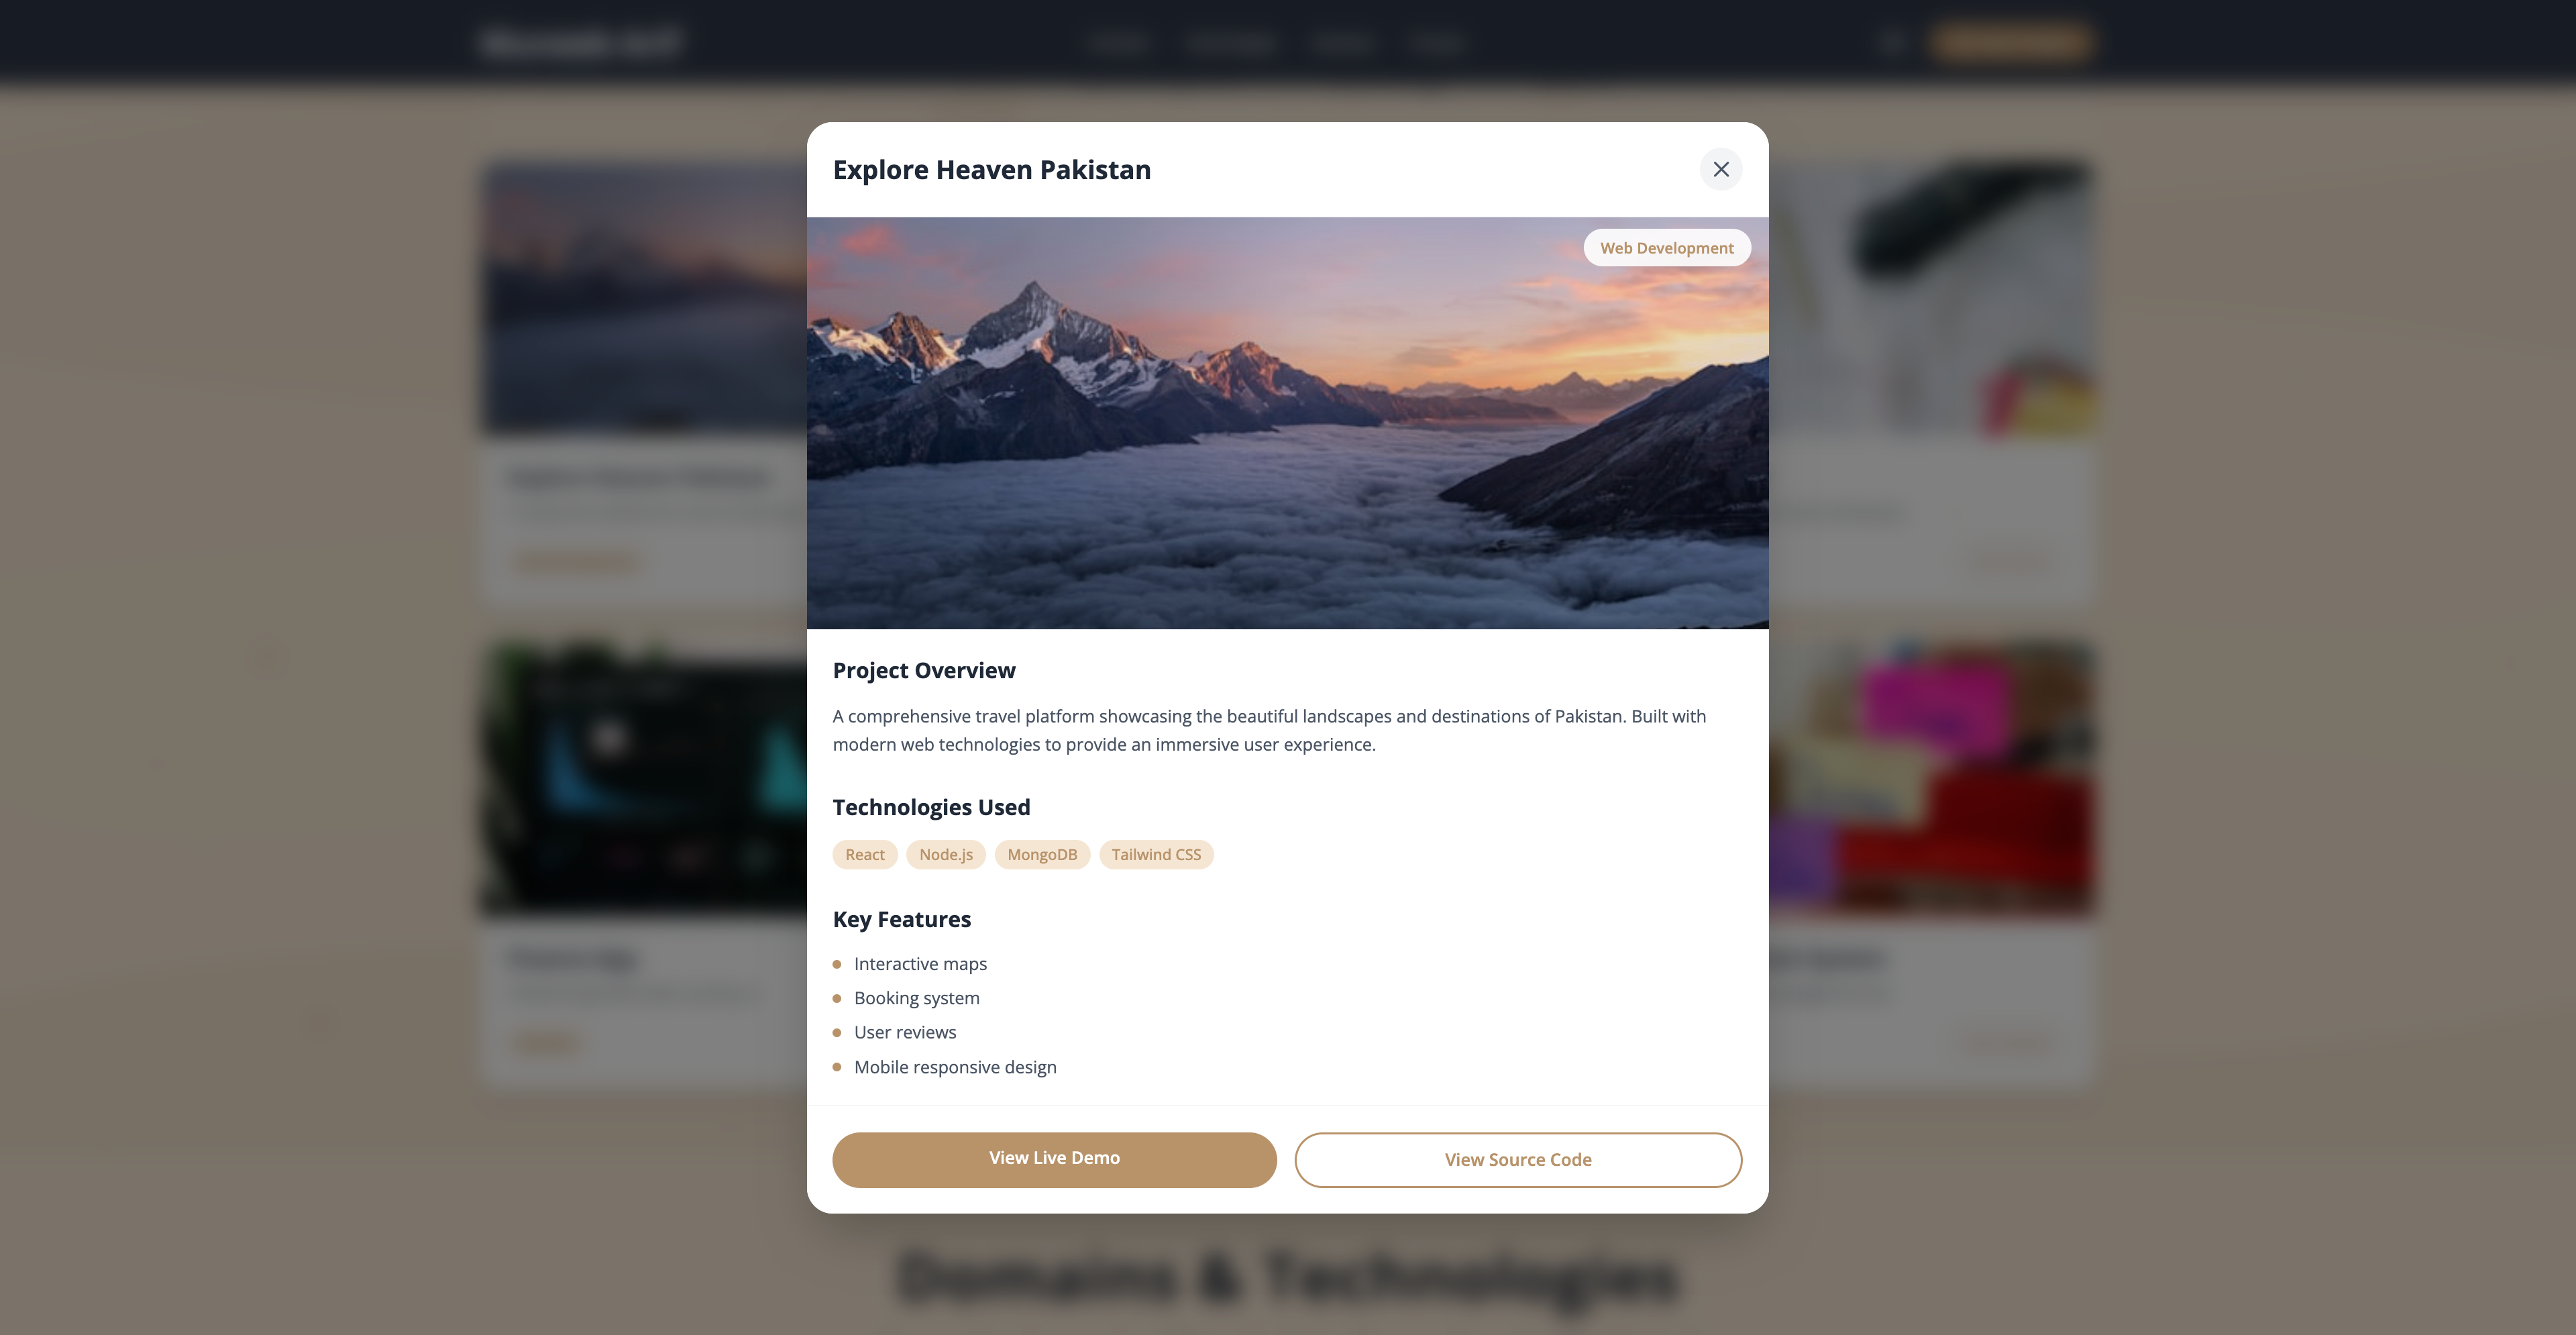 Explore Heaven Pakistan
Web Development
Project Overview
A comprehensive travel platform showcasing the beautiful landscapes and destinations of Pakistan. Built with
modern web technologies to provide an immersive user experience.
Technologies Used
React Node.js MongoDB Tailwind CSS
Key Features
Interactive maps
Booking system
User reviews
Mobile responsive design
View Live Demo View Source Code
Domains & Technologies